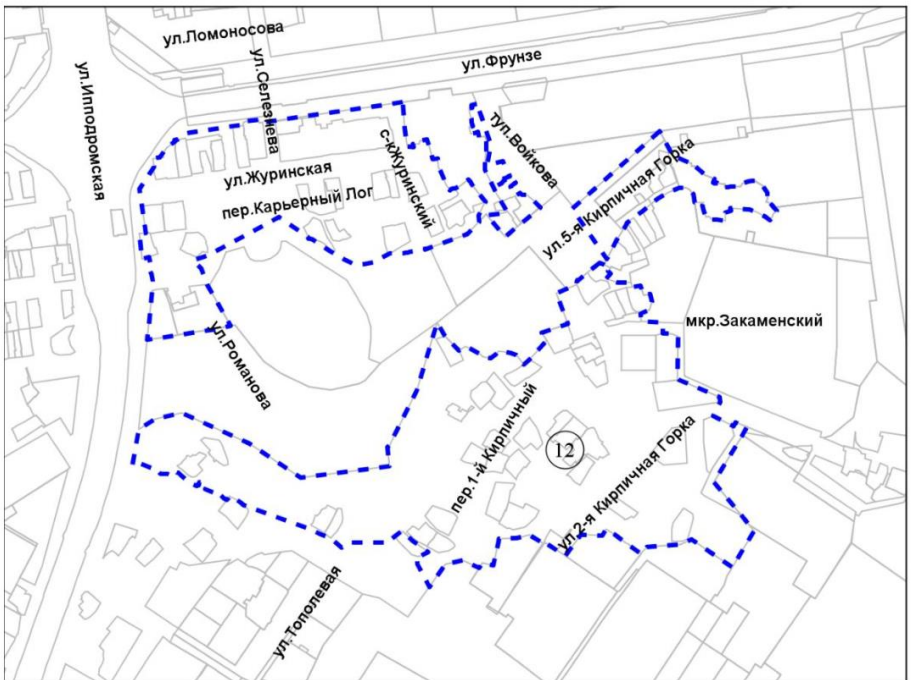 ул.Ломоносова
ул.Фрунзе
ул.Ипподромская
ул.Селезнева
туп.Войкова
с-кЖуринский
ул.Журинская
пер.Карьерный Лог
ул.5-я Кирпичная Горка
мкр.Закаменский
ул.Романова
пер.1-й Кирпичный
12
ул.2-я Кирпичная Горка
ул.Тополевая